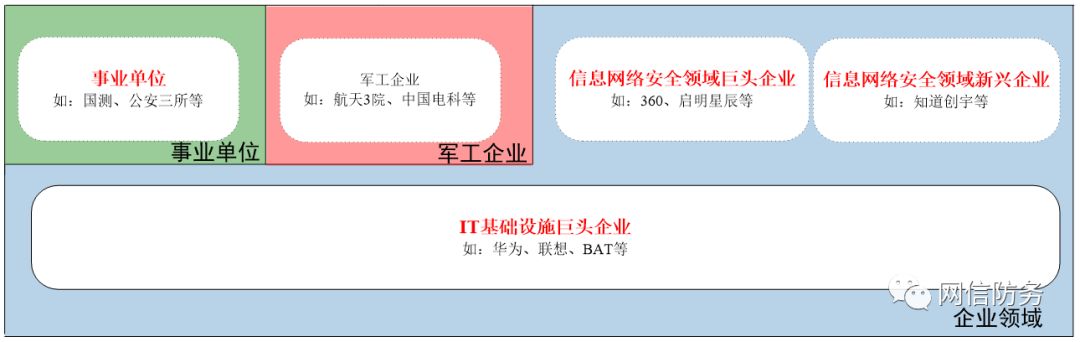 事业单位
如：国测、公安三所等
事业单位
军工企业
如：航天3院、中国电科等
军工企业
信息网络安全领域巨头企业
如：360、启明星辰等
信息网络安全领域新兴企业
如：知道创宇等
IT基础设施巨头企业
如：华为、联想、BAT等
网信防务
企业领域